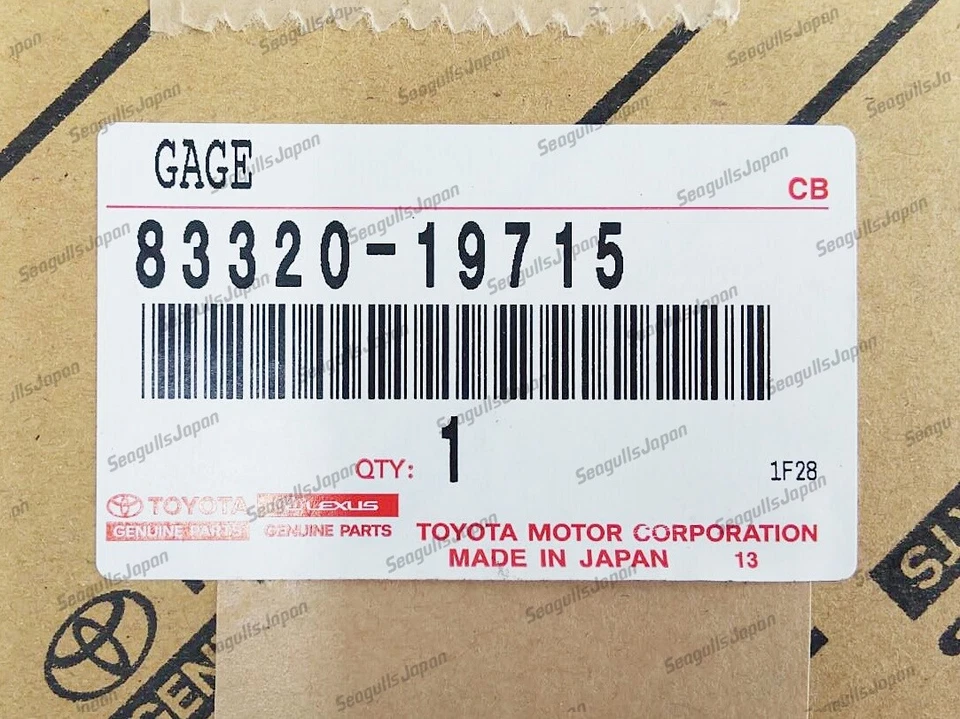 GAGE
CB
83320-19715
QTY: 1
1F28
TOYOTA LEXUS
GENUINE PARTS GENUINE PARTS
TOYOTA MOTOR CORPORATION
MADE IN JAPAN 13
SeagullsJapan